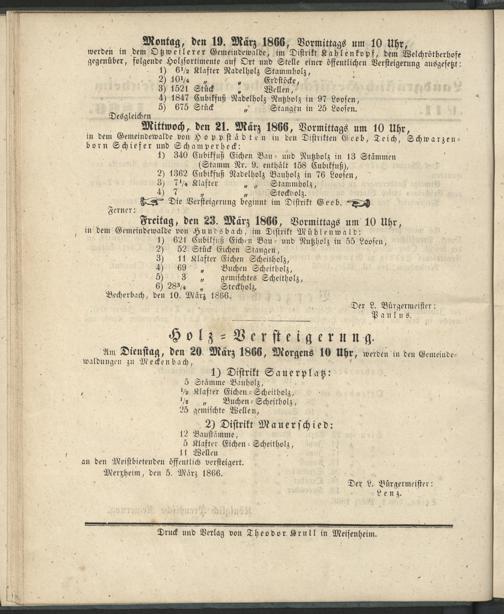 Montag, den 19. März 1866, Vormittags um 10 Uhr,
werden in dem Otzweilerer Gemeindewalde, im Distrikt Kahlenkopf, dem Welchrötherhofe
gegenüber, folgende Holzsortimente auf Ort und Stelle einer öffentlichen Versteigerung ausgesetzt:
1) 6½ Klafter Nadelholz Stammholz,
2) 10¾ „ „ Erdstöcke,
3) 1521 Stück „ Wellen,
4) 1847 Cubikfuß Nadelholz Nutzholz in 97 Loosen,
5) 675 Stück „ Stangen in 25 Loosen.
Desgleichen
Mittwoch, den 21. März 1866, Vormittags um 10 Uhr,
in dem Gemeindewalde von Hoppstädten in den Distrikten Geeb, Teich, Schwarzen-
born Schiefer und Schamperheck:
1) 340 Cubikfuß Eichen Bau- und Nutzholz in 13 Stämmen
(Stamm Nr. 9. enthält 158 Cubikfuß),
2) 1362 Cubikfuß Nadelholz Bauholz in 76 Loosen,
3) 7¼ Klafter „ „ Stammholz,
4) 7 „ „ Stockholz.
Die Versteigerung beginnt im Distrikt Geeb.
Ferner:
Freitag, den 23. März 1866, Vormittags um 10 Uhr,
in dem Gemeindewalde von Hundsbach, im Distrikt Mühlenwald:
1) 621 Cubikfuß Eichen Bau- und Nutzholz in 55 Loosen,
2) 52 Stück Eichen Stangen,
3) 11 Klafter Eichen Scheitholz,
4) 69 „ Buchen Scheitholz,
5) 3 „ gemischtes Scheitholz,
6) 28¾ „ Steckholz.
Becherbach, den 10. März 1866.
Der L. Bürgermeister:
Paulus.
Holz-Versteigerung.
Am Dienstag, den 20. März 1866, Morgens 10 Uhr, werden in den Gemeinde-
waldungen zu Meckenbach,
1) Distrikt Sauerplatz:
5 Stämme Bauholz,
½ Klafter Eichen-Scheitholz,
½ „ Buchen-Scheitholz,
25 gemischte Wellen,
2) Distrikt Mauerschied:
12 Baustämme,
5 Klafter Eichen-Scheitholz,
11 Wellen
an den Meistbietenden öffentlich versteigert.
Merxheim, den 5. März 1866.
Der L. Bürgermeister:
Lenz.
Druck und Verlag von Theodor Krull in Meisenheim.